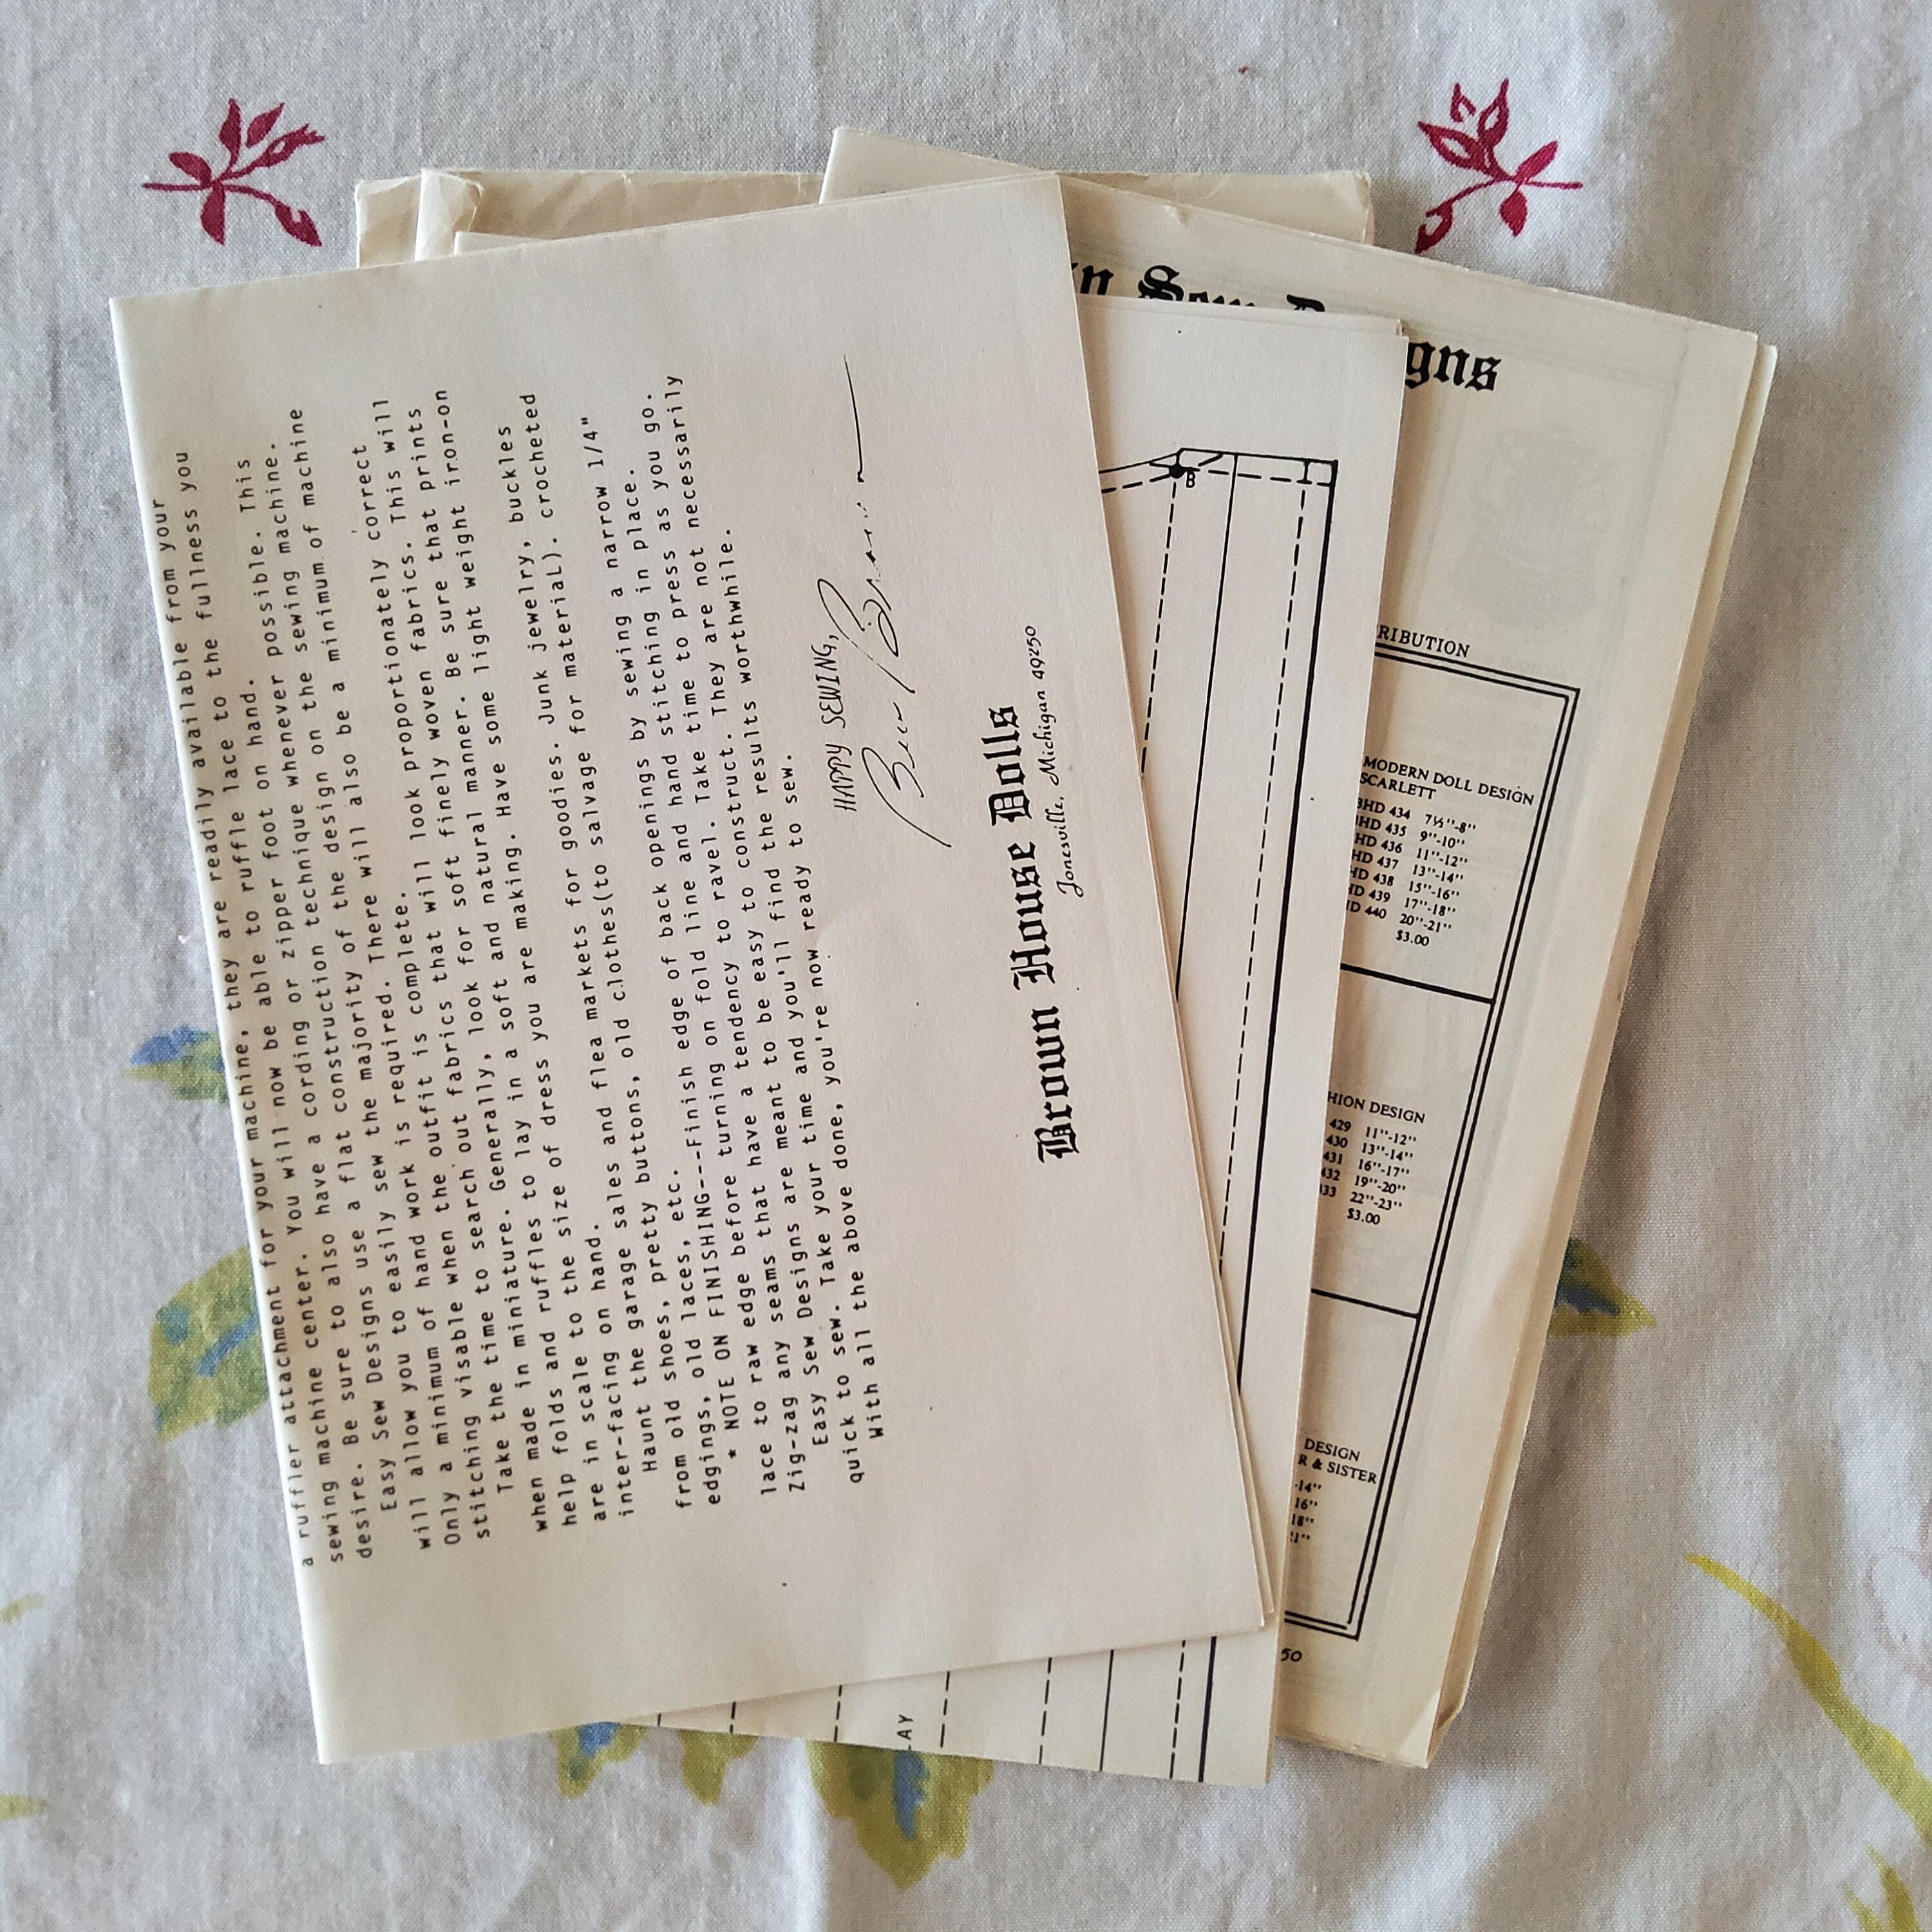 a ruffler attachment for your machine, they are readily available from your
sewing machine center. You will now be able to ruffle lace to the fullness you
desire. Be sure to also have a cording or zipper foot on hand.
Easy Sew Designs use a flat construction technique whenever possible. This
will allow you to easily sew the majority of the design on the sewing machine.
Only a minimum of hand work is required. There will also be a minimum of machine
stitching visable when the outfit is complete.
Take the time to search out fabrics that will look proportionately correct
when made in miniature. Generally, look for soft finely woven fabrics. This will
help folds and ruffles to lay in a soft and natural manner. Be sure that prints
are in scale to the size of dress you are making. Have some light weight iron-on
inter-facing on hand.
Haunt the garage sales and flea markets for goodies. Junk jewelry, buckles
from old shoes, pretty buttons, old clothes(to salvage for materiaL). crocheted
edgings, old laces, etc.
* NOTE ON FINISHING---Finish edge of back openings by sewing a narrow 1/4"
lace to raw edge before turning on fold line and hand stitching in place.
Zig-zag any seams that have a tendency to ravel. Take time to press as you go.
Easy Sew Designs are meant to be easy to construct. They are not necessarily
quick to sew. Take your time and you'll find the results worthwhile.
With all the above done, you're now ready to sew.
HAPPY SEWING,
Brown House Dolls
Jonesville, Michigan 49250
B
AY
Sew
gns
RIBUTION
MODERN DOLL DESIGN
SCARLETT
BHD 434 7½"-8"
BHD 435 9"-10"
HD 436 11"-12"
HD 437 13"-14"
HD 438 15"-16"
HD 439 17"-18"
D 440 20"-21"
$3.00
HION DESIGN
429 11"-12"
430 13"-14"
431 16"-17"
432 19"-20"
33 22"-23"
$3.00
DESIGN
R & SISTER
-14"
16"
18"
21"
50